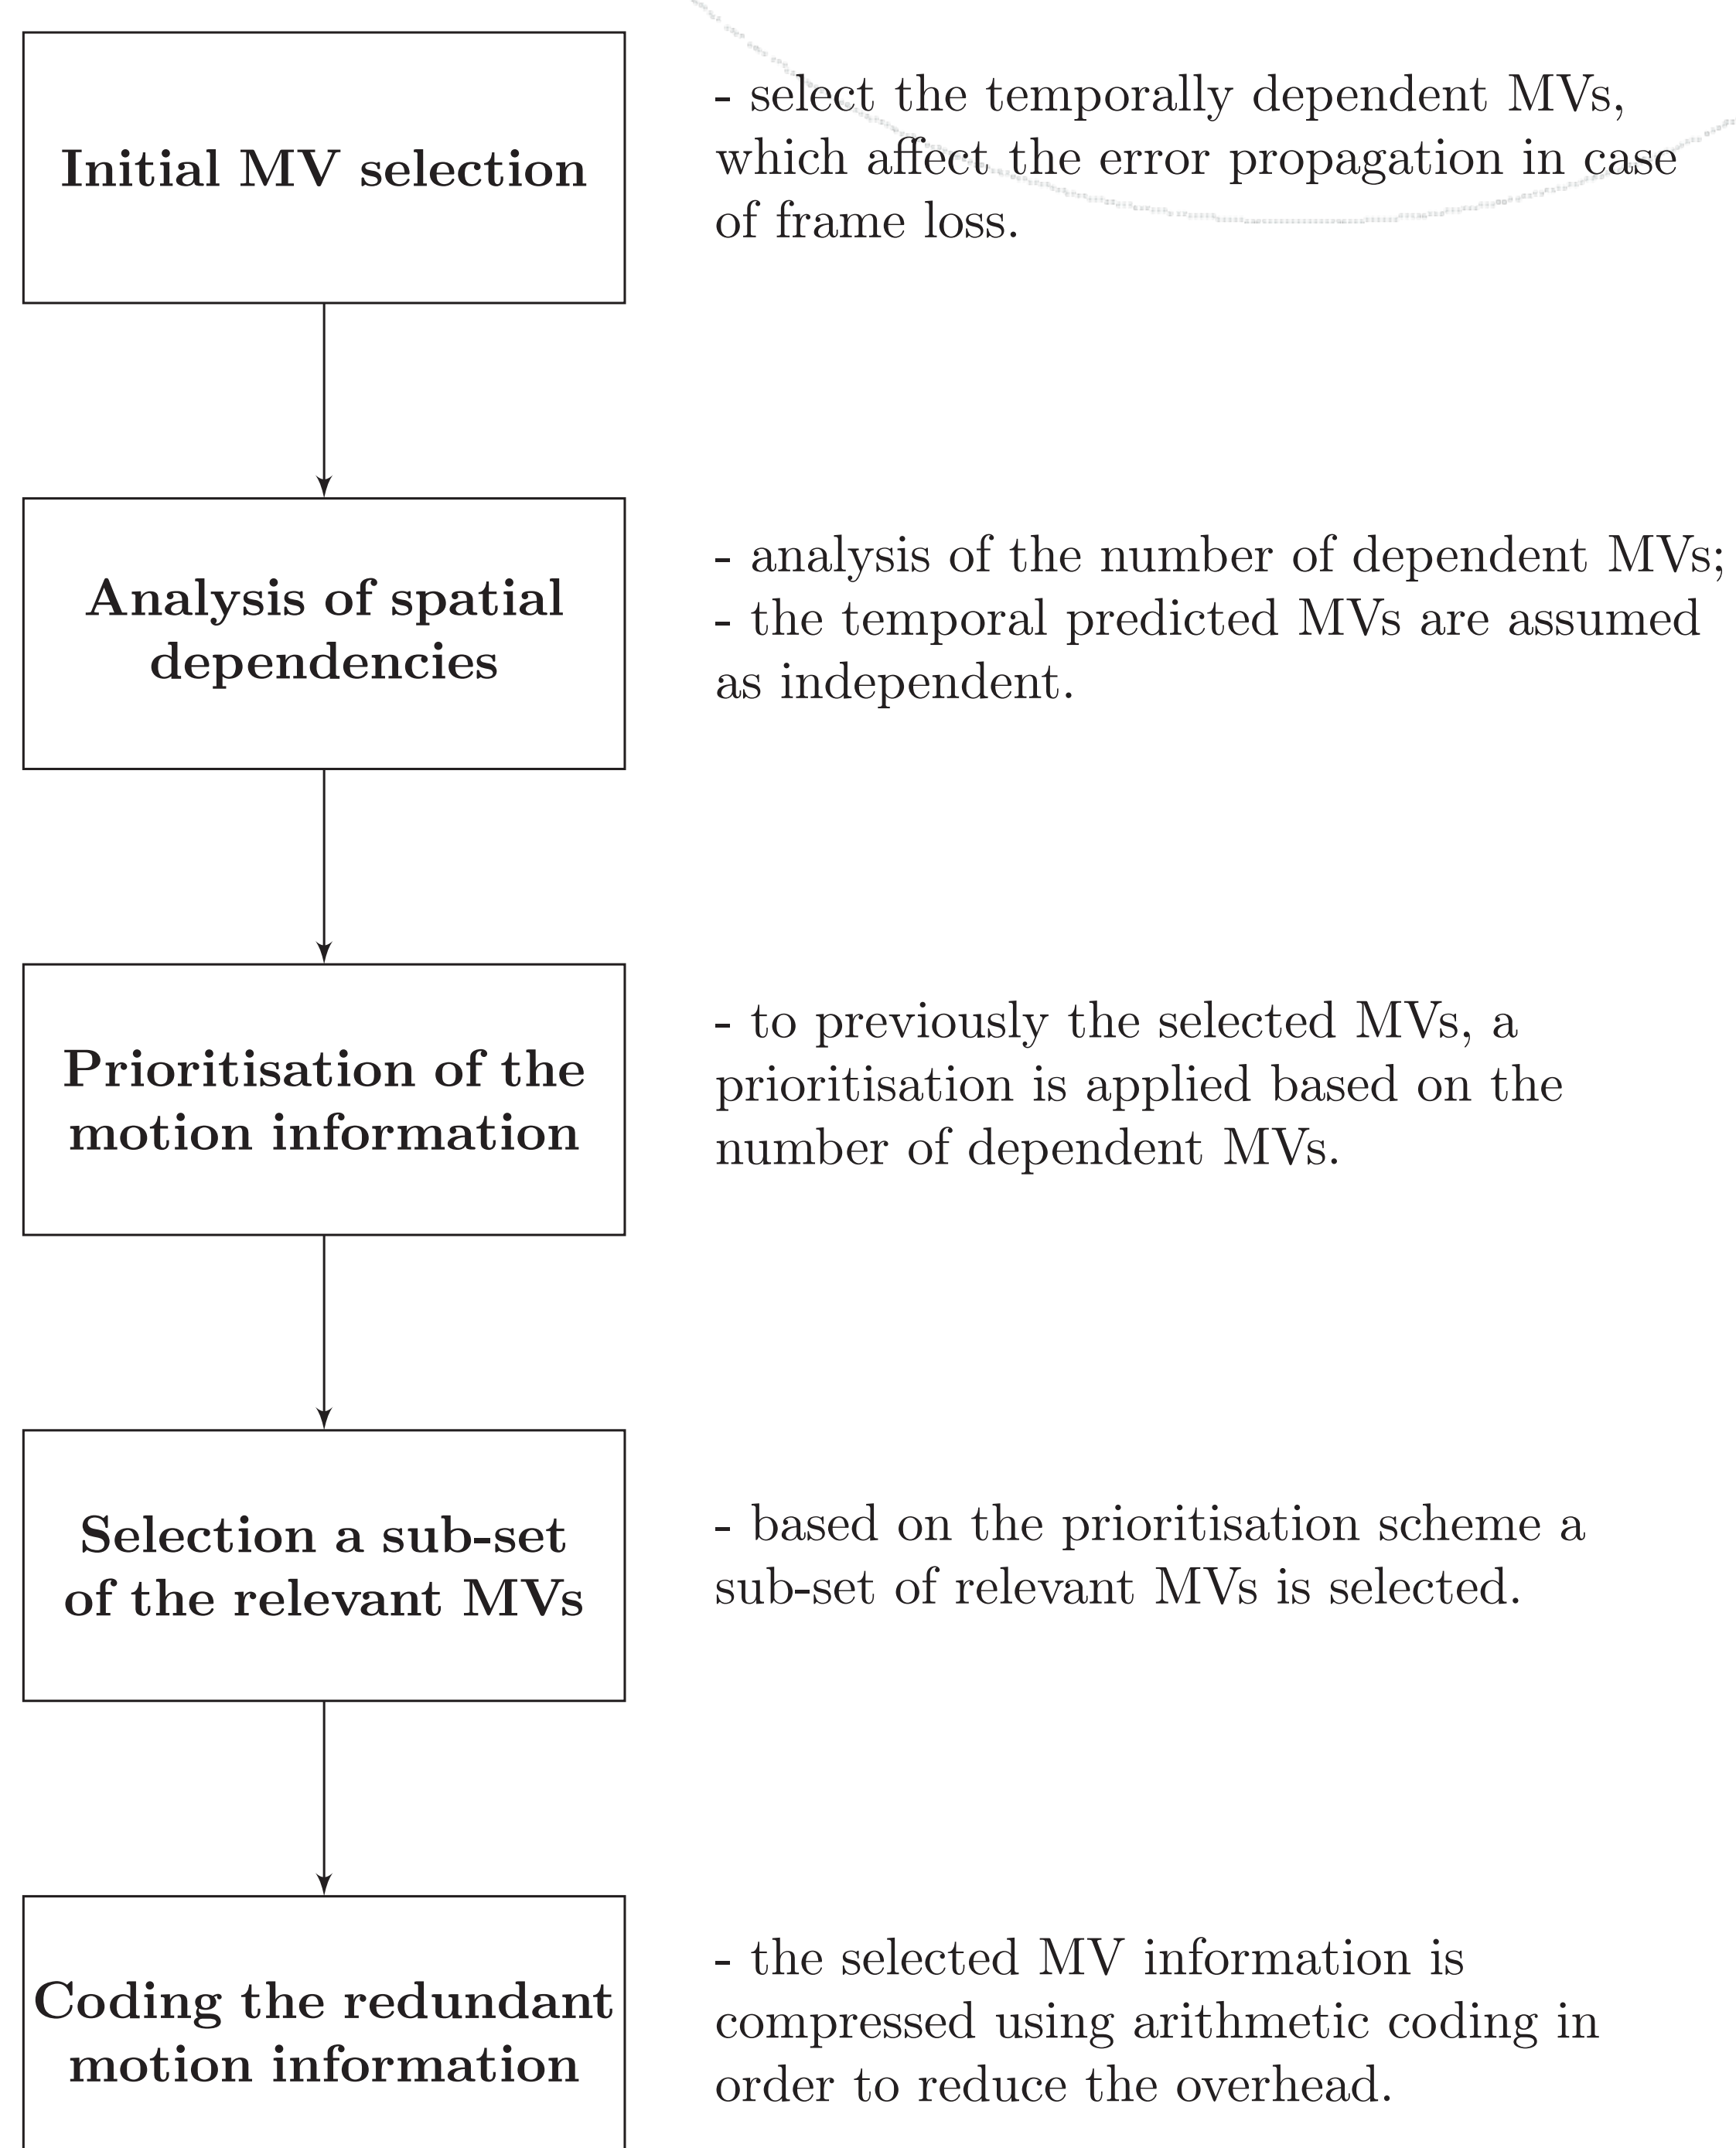 Initial MV selection
- select the temporally dependent MVs,
which affect the error propagation in case
of frame loss.
Analysis of spatial
dependencies
- analysis of the number of dependent MVs;
- the temporal predicted MVs are assumed
as independent.
Prioritisation of the
motion information
- to previously the selected MVs, a
prioritisation is applied based on the
number of dependent MVs.
Selection a sub-set
of the relevant MVs
- based on the prioritisation scheme a
sub-set of relevant MVs is selected.
Coding the redundant
motion information
- the selected MV information is
compressed using arithmetic coding in
order to reduce the overhead.